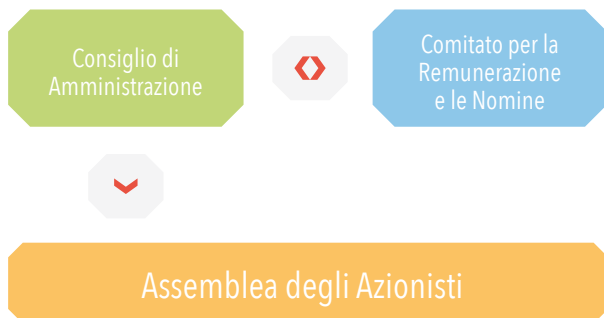 Consiglio di
Amministrazione
Comitato per la
Remunerazione
e le Nomine
Assemblea degli Azionisti